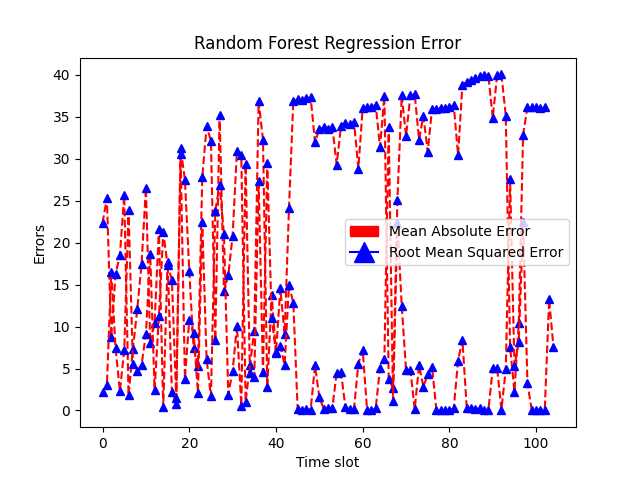 Random Forest Regression Error
40
35
30
25
20
15
10
5
0
Errors
Mean Absolute Error
Root Mean Squared Error
0 20 40 60 80 100
Time slot